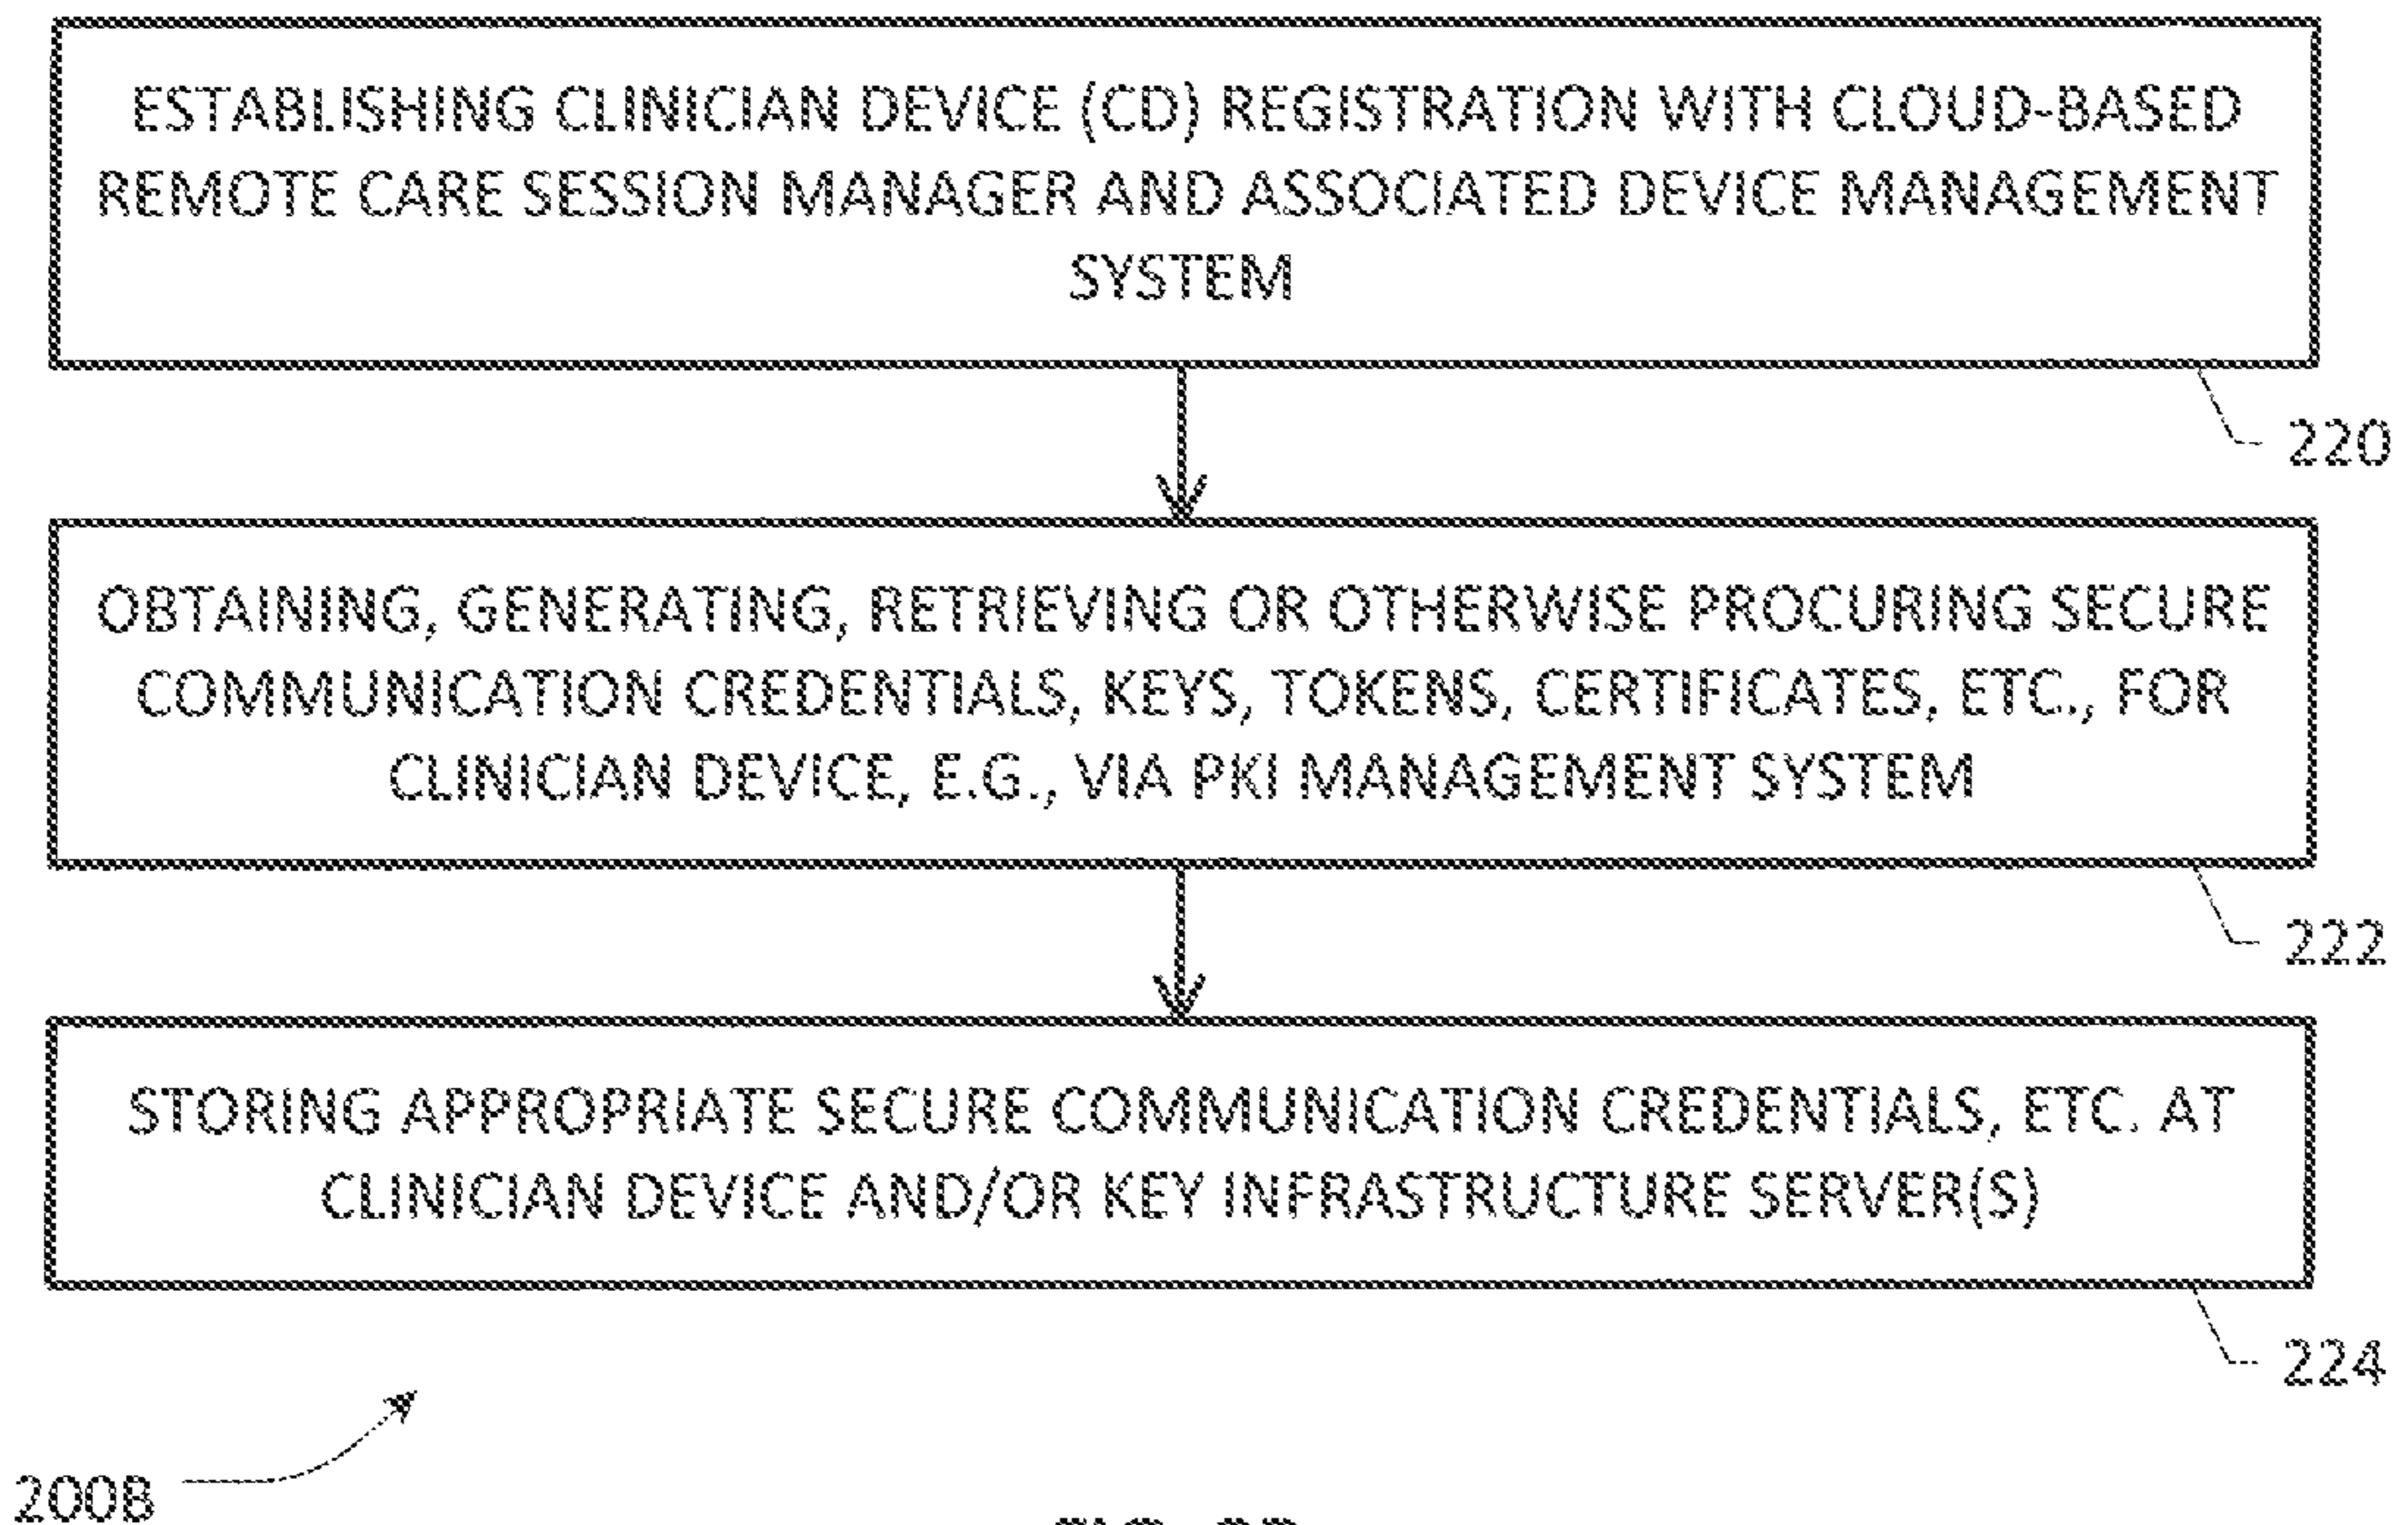 ESTABLISHING CLINICIAN DEVICE (CD) REGISTRATION WITH CLOUD-BASED
REMOTE CARE SESSION MANAGER AND ASSOCIATED DEVICE MANAGEMENT
SYSTEM
220
OBTAINING, GENERATING, RETRIEVING OR OTHERWISE PROCURING SECURE
COMMUNICATION CREDENTIALS, KEYS, TOKENS, CERTIFICATES, ETC., FOR
CLINICIAN DEVICE, E.G., VIA PKI MANAGEMENT SYSTEM
222
STORING APPROPRIATE SECURE COMMUNICATION CREDENTIALS, ETC. AT
CLINICIAN DEVICE AND/OR KEY INFRASTRUCTURE SERVER(S)
224
200B